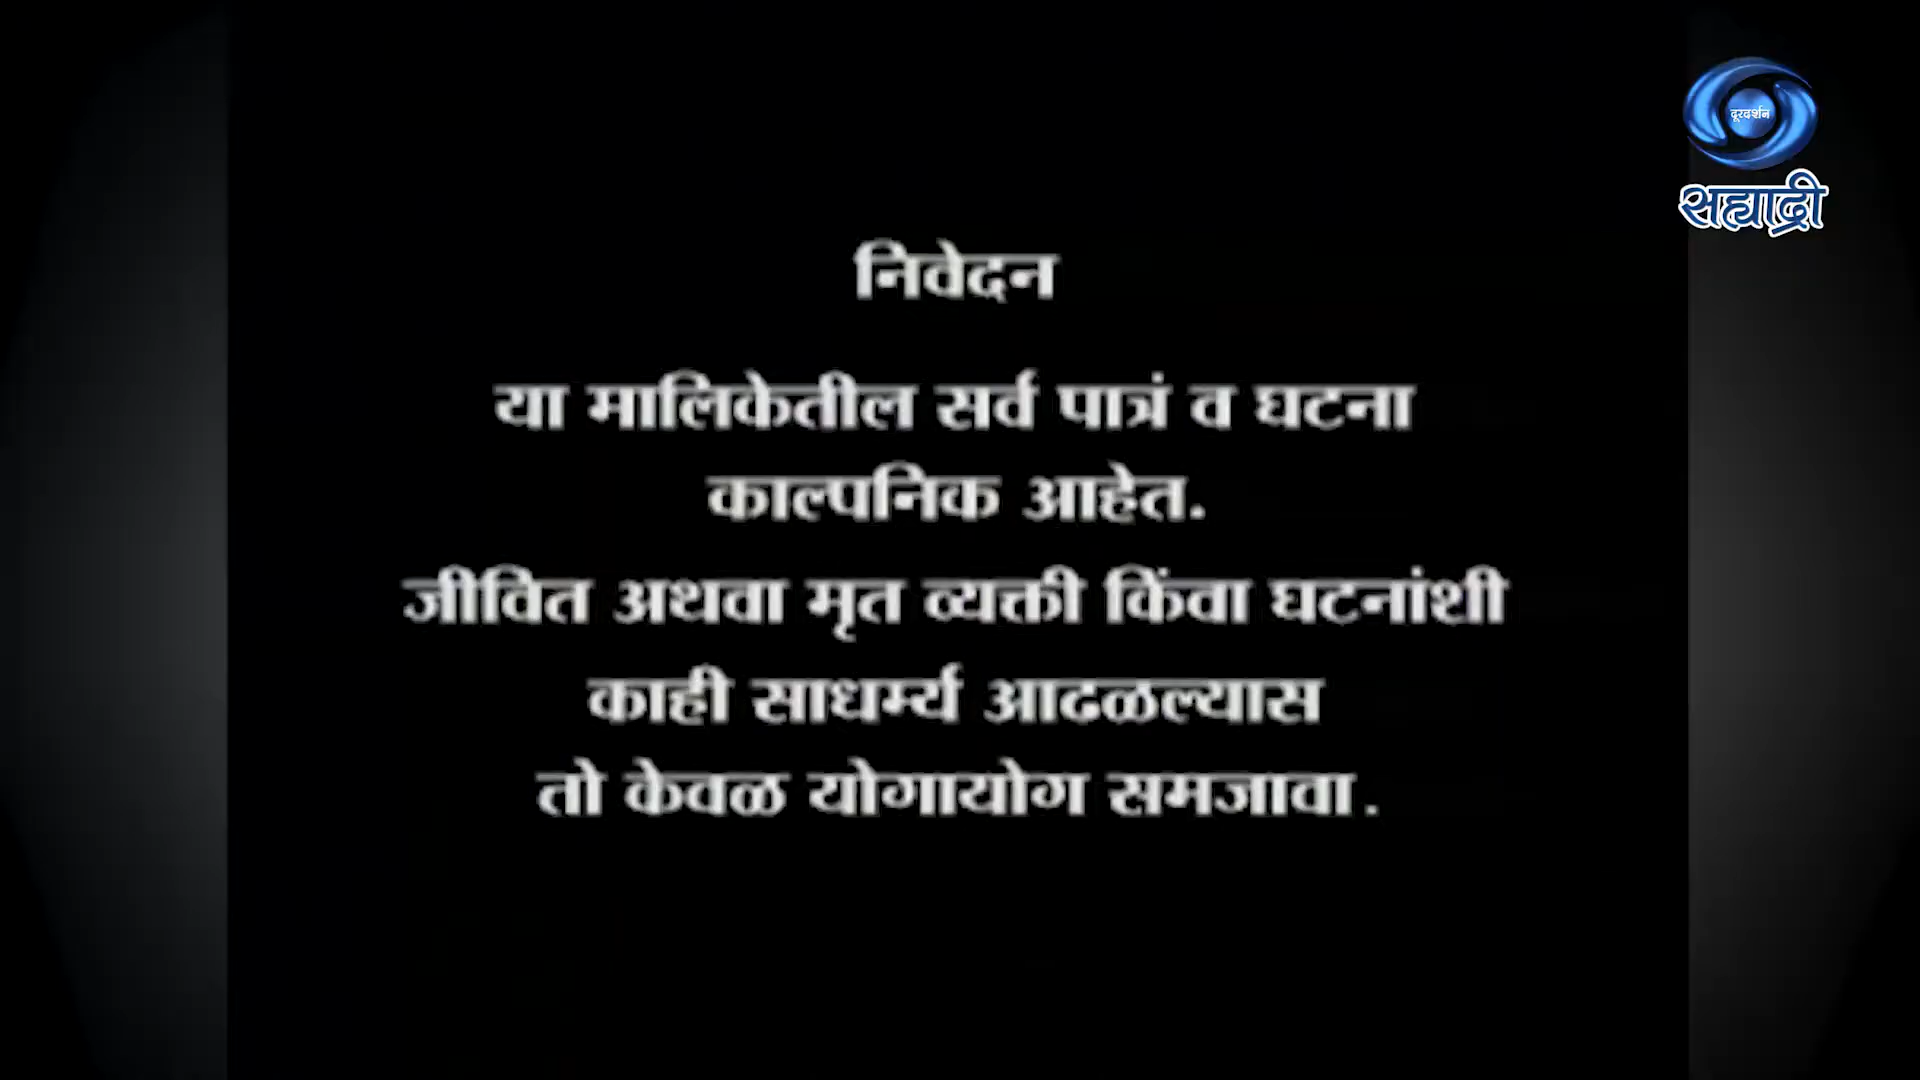 दूरदर्शन
सह्याद्री
निवेदन
या मालिकेतील सर्व पात्रं व घटना
काल्पनिक आहेत.
जीवित अथवा मृत व्यक्ती किंवा घटनांशी
काही साधर्म्य आढळल्यास
तो केवळ योगायोग समजावा.